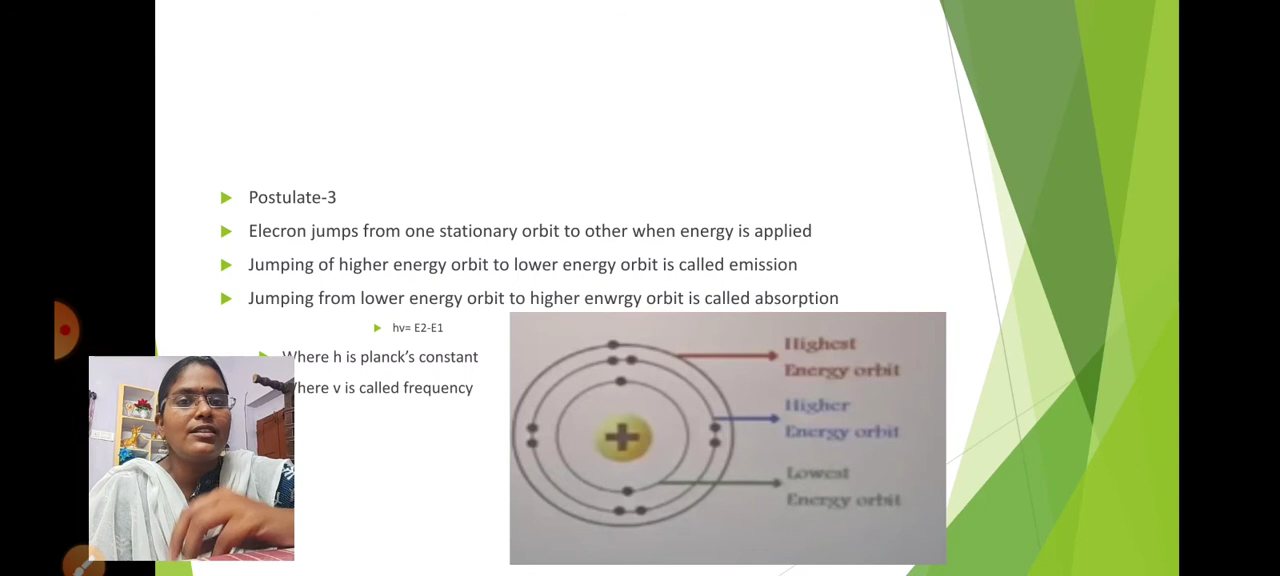 Postulate-3
Elecron jumps from one stationary orbit to other when energy is applied
Jumping of higher energy orbit to lower energy orbit is called emission
Jumping from lower energy orbit to higher enwrgy orbit is called absorption
hv= E2-E1
Where h is planck's constant
where v is called frequency
Highest
Energy orbit
Higher
Energy orbit
Lowest
Energy orbit
+